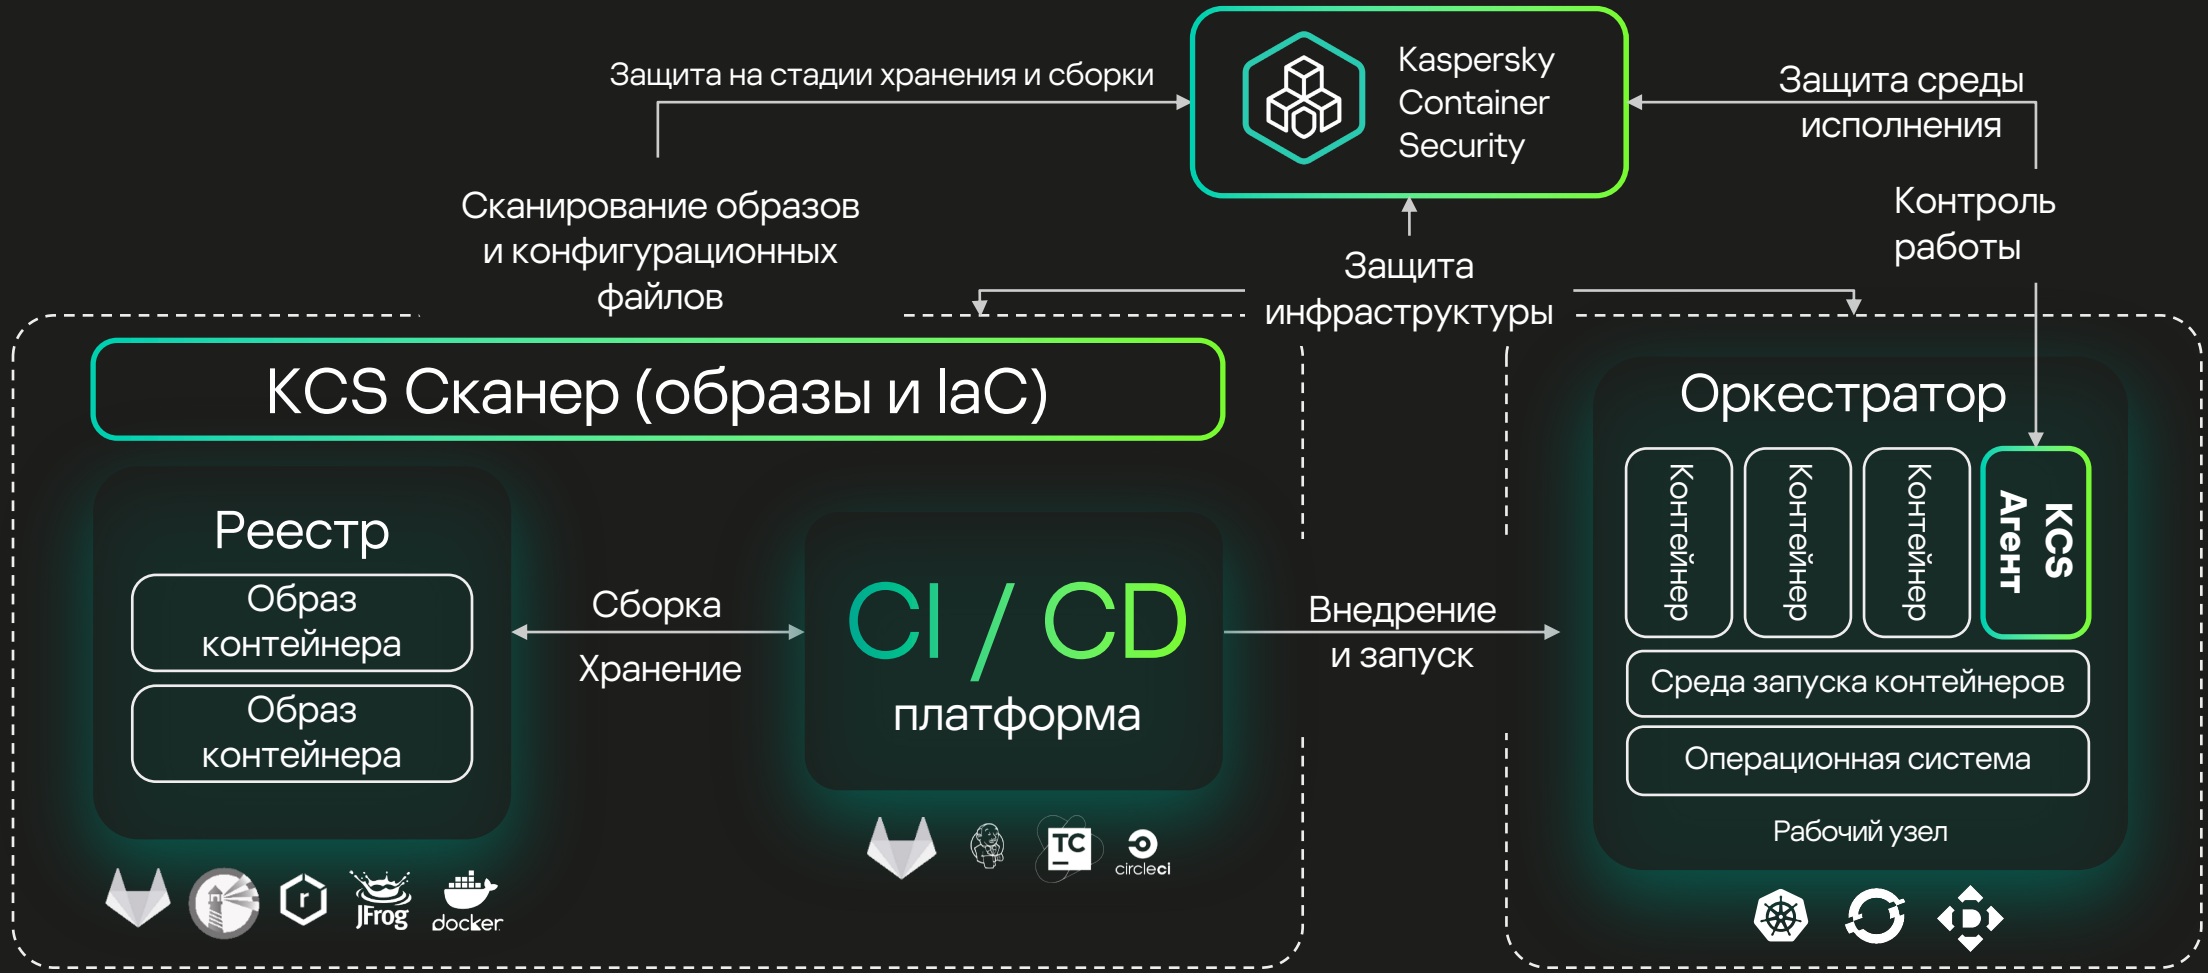 Защита на стадии хранения и сборки
Kaspersky
Container
Security
Защита среды
исполнения
Контроль
работы
Сканирование образов
и конфигурационных
файлов
Защита
инфраструктуры
KCS Сканер (образы и IaC)
Реестр
Образ
контейнера
Образ
контейнера
Сборка
Хранение
CI / CD
платформа
Внедрение
и запуск
Оркестратор
Контейнер
Контейнер
Контейнер
KCS
Агент
Среда запуска контейнеров
Операционная система
Рабочий узел
r
JFrog
docker
TC
circleci
D